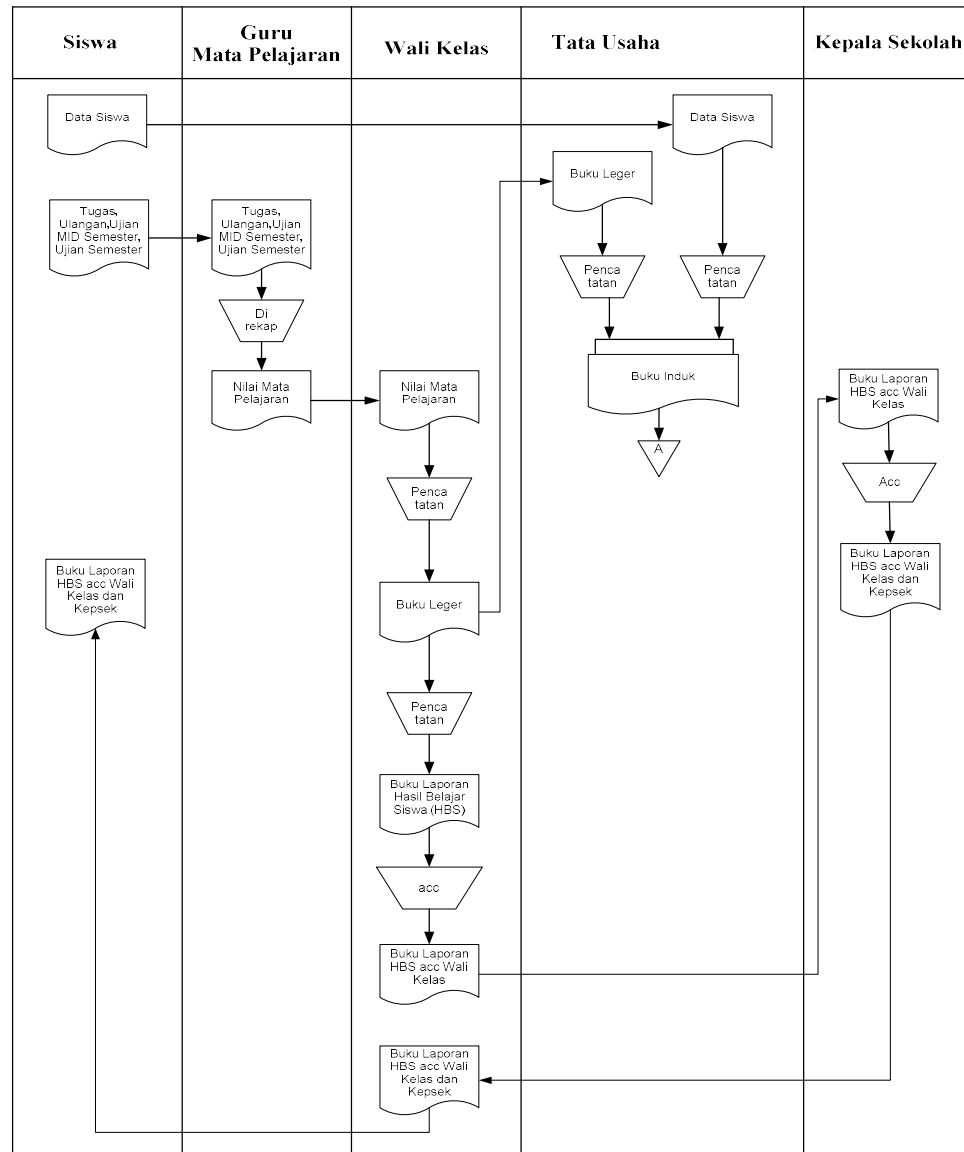 Siswa
Guru
Mata Pelajaran
Wali Kelas
Tata Usaha
Kepala Sekolah
Data Siswa
Data Siswa
Buku Leger
Tugas,
Ulangan,Ujian
MID Semester,
Ujian Semester
Tugas,
Ulangan,Ujian
MID Semester,
Ujian Semester
Penca
tatan
Penca
tatan
Di
rekap
Buku Induk
Nilai Mata
Pelajaran
Nilai Mata
Pelajaran
Buku Laporan
HBS acc Wali
Kelas
A
Penca
tatan
Acc
Buku Laporan
HBS acc Wali
Kelas dan
Kepsek
Buku Laporan
HBS acc Wali
Kelas dan
Kepsek
Buku Leger
Penca
tatan
Buku Laporan
Hasil Belajar
Siswa (HBS)
acc
Buku Laporan
HBS acc Wali
Kelas
Buku Laporan
HBS acc Wali
Kelas dan
Kepsek